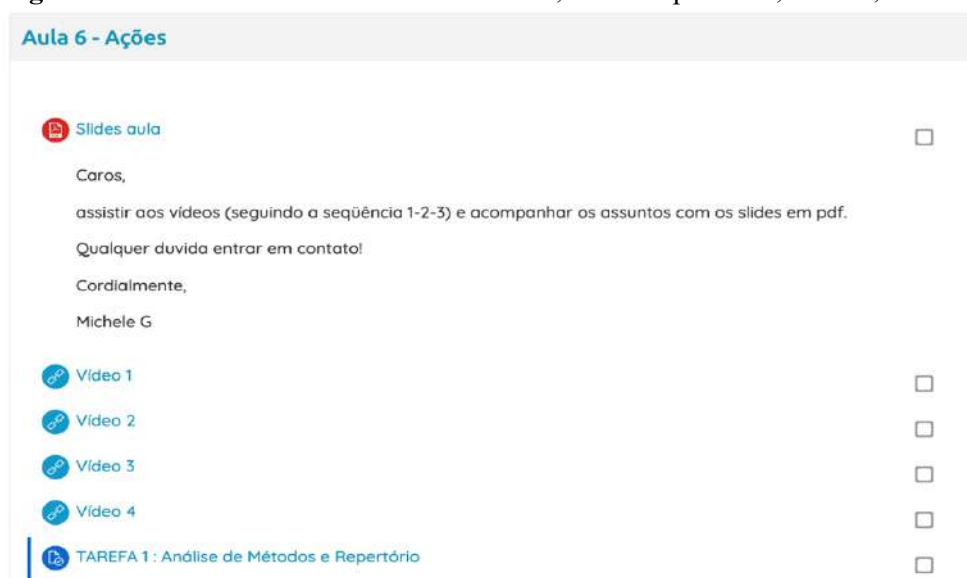 Aula 6 - Ações
Slides aula
Caros,
assistir aos vídeos (seguindo a seqüência 1-2-3) e acompanhar os assuntos com os slides em pdf.
Qualquer duvida entrar em contato!
Cordialmente,
Michele G
Vídeo 1
Vídeo 2
Vídeo 3
Vídeo 4
TAREFA 1 : Análise de Métodos e Repertório